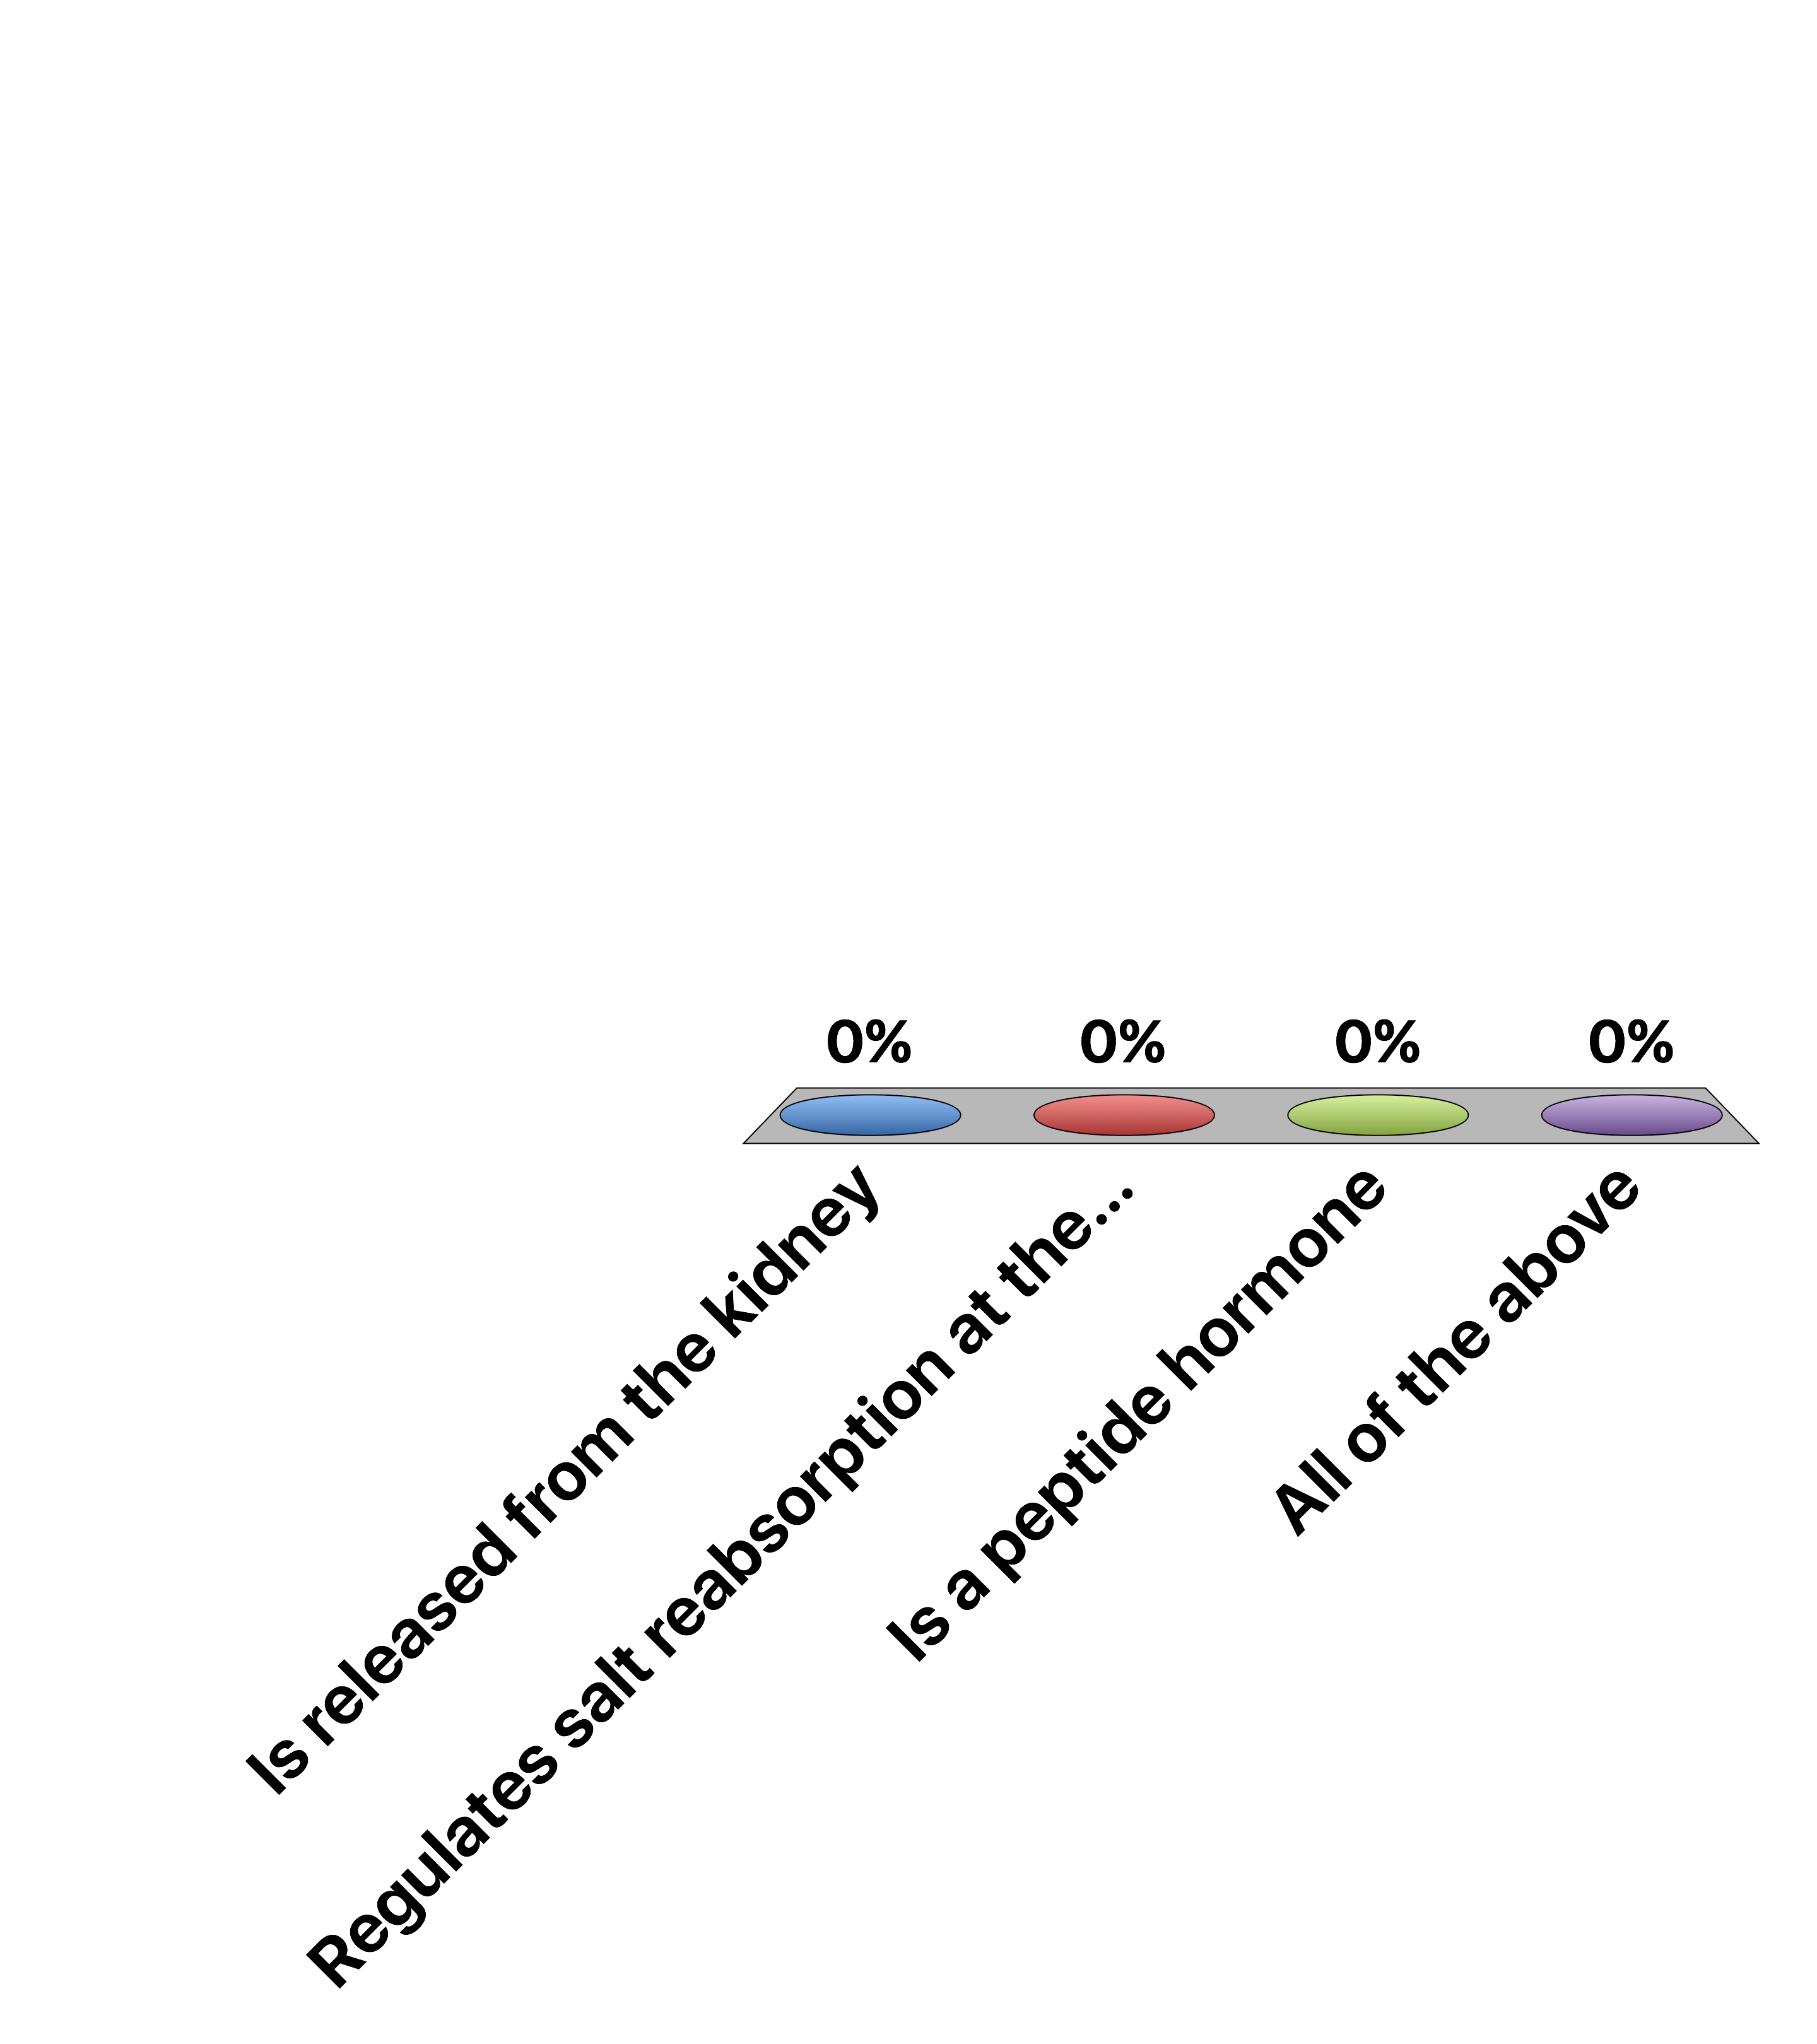 0% 0% 0% 0%
Is released from the kidney
Regulates salt reabsorption at the...
Is a peptide hormone
All of the above